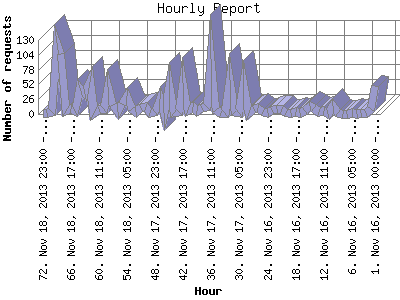 Hourly Report
Number of requests
130
104
78
52
26
0
72. Nov 18, 2013 23:00 -...
66. Nov 18, 2013 17:00 -...
60. Nov 18, 2013 11:00 -...
54. Nov 18, 2013 05:00 -...
48. Nov 17, 2013 23:00 -...
42. Nov 17, 2013 17:00 -...
36. Nov 17, 2013 11:00 -...
30. Nov 17, 2013 05:00 -...
24. Nov 16, 2013 23:00 -...
18. Nov 16, 2013 17:00 -...
12. Nov 16, 2013 11:00 -...
6. Nov 16, 2013 05:00 -...
1. Nov 16, 2013 00:00 -...
Hour